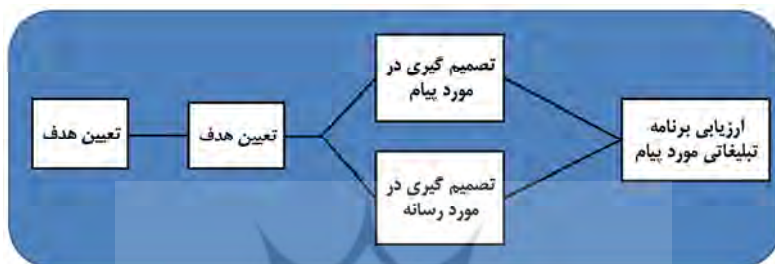 تعیین هدف
تعیین هدف
تصمیم گیری در
مورد پیام
تصمیم گیری در
مورد رسانه
ارزیابی برنامه
تبلیغاتی مورد پیام